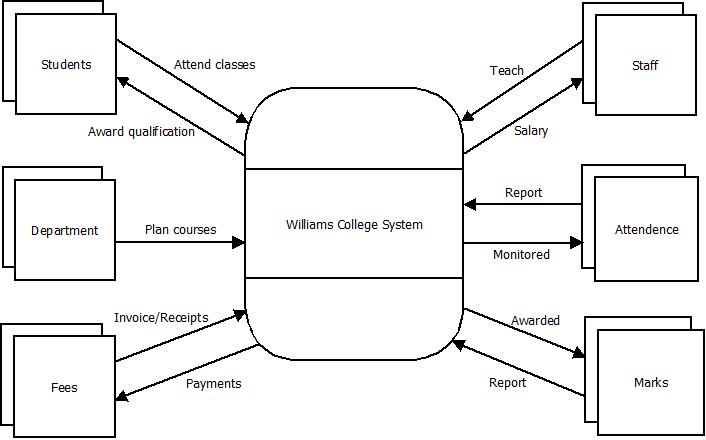 Students
Attend classes
Award qualification
Teach
Staff
Salary
Department
Plan courses
Williams College System
Report
Attendence
Monitored
Invoice/Receipts
Fees
Payments
Awarded
Report
Marks